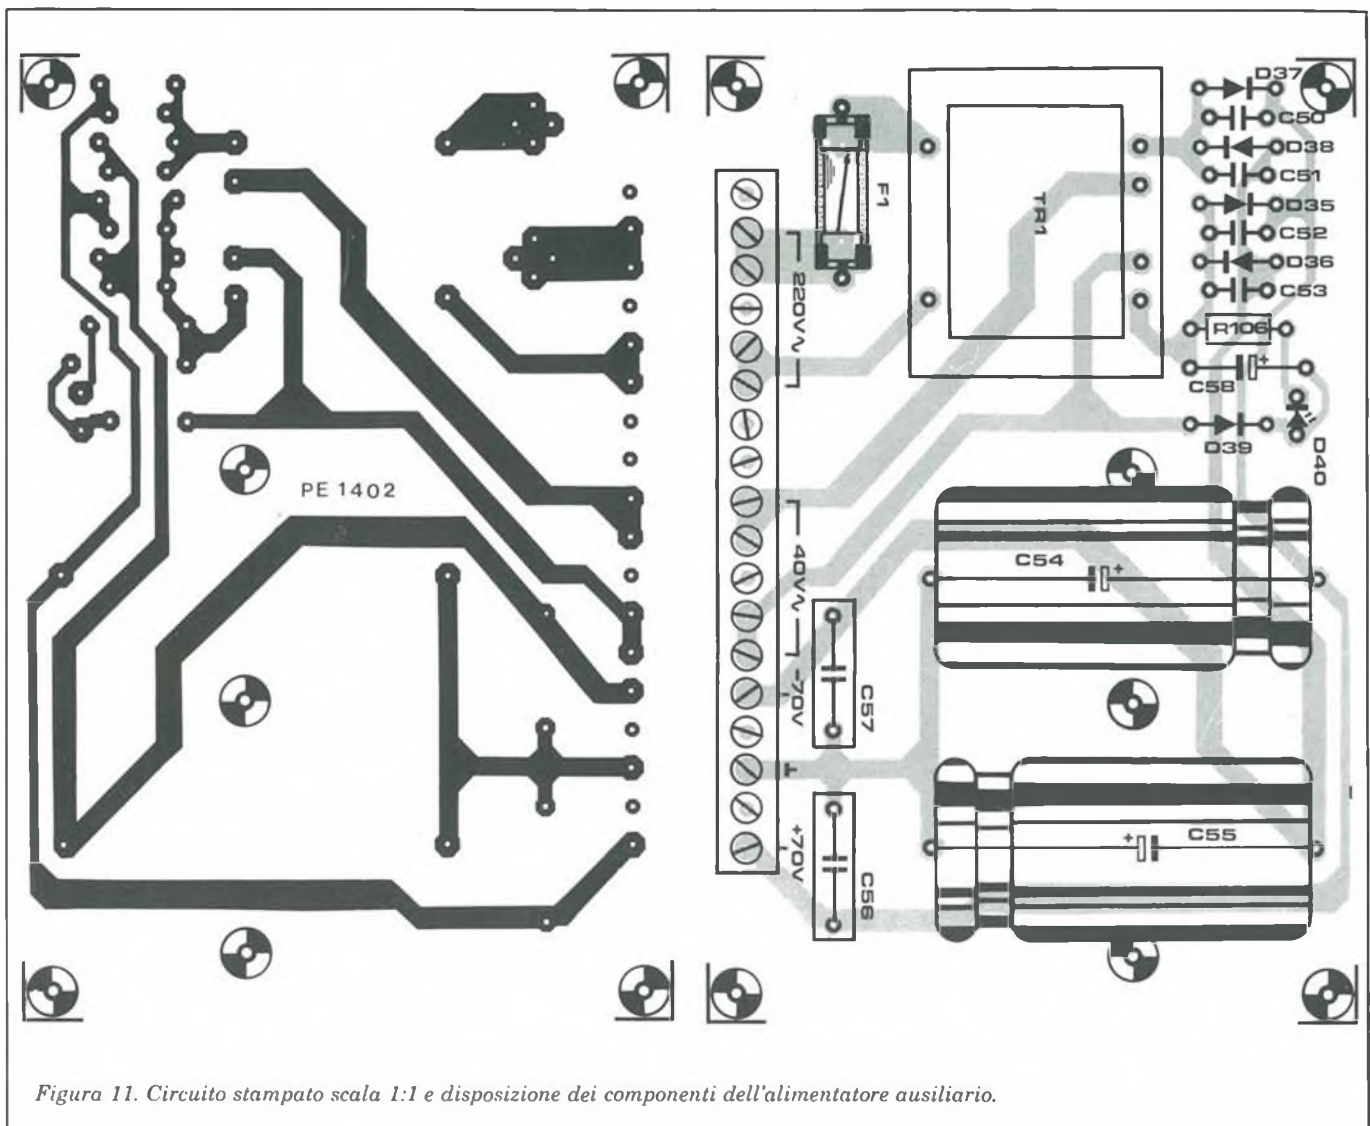 PE 1402
D37
C50
D38
C51
D35
C52
D36
C53
R106
C58
D39
D40
F1
TR1
220V~
40V~
-70V
+70V
C54
C57
C55
C56
Figura 11. Circuito stampato scala 1:1 e disposizione dei componenti dell'alimentatore ausiliario.